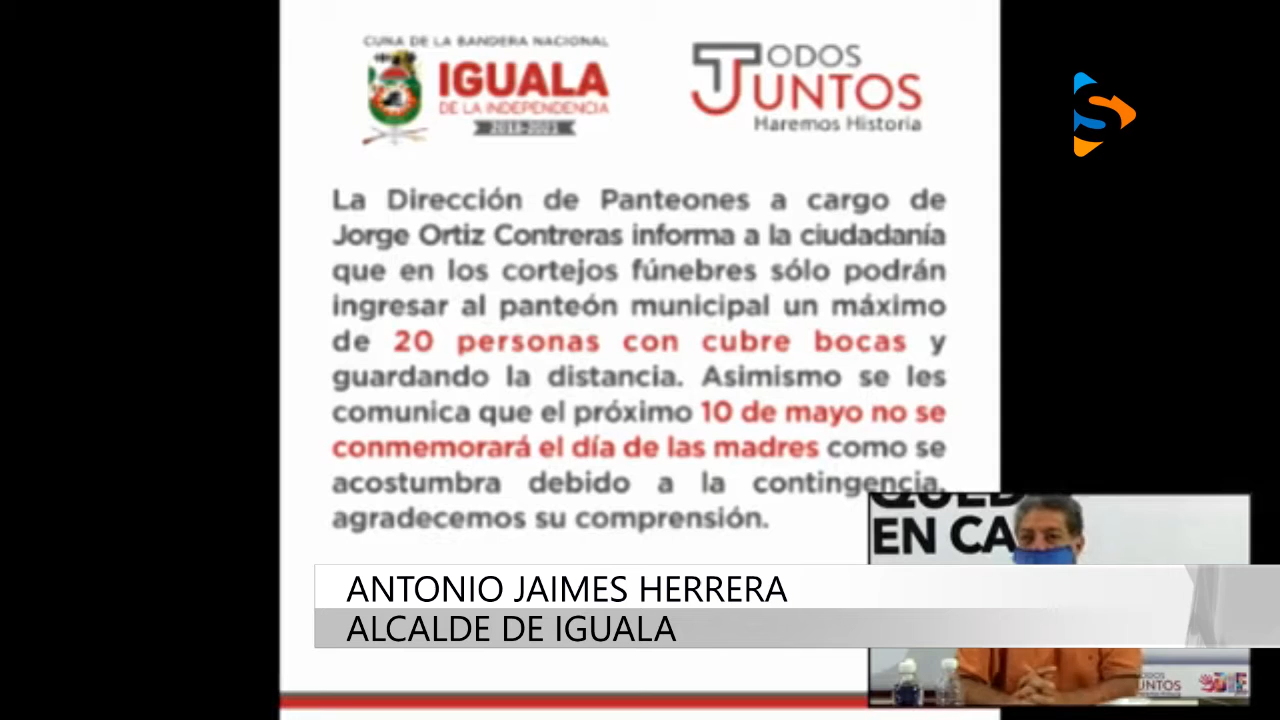 CUNA DE LA BANDERA NACIONAL
IGUALA
DE LA INDEPENDENCIA
2018-2021
TODOS
JUNTOS
Haremos Historia
S
La Dirección de Panteones a cargo de
Jorge Ortiz Contreras informa a la ciudadanía
que en los cortejos fúnebres sólo podrán
ingresar al panteón municipal un máximo
de 20 personas con cubre bocas y
guardando la distancia. Asimismo se les
comunica que el próximo 10 de mayo no se
conmemorará el día de las madres como se
acostumbra debido a la contingencia,
agradecemos su comprensión.
QUED
EN CA
ANTONIO JAIMES HERRERA
ALCALDE DE IGUALA
TODOS
JUNTOS